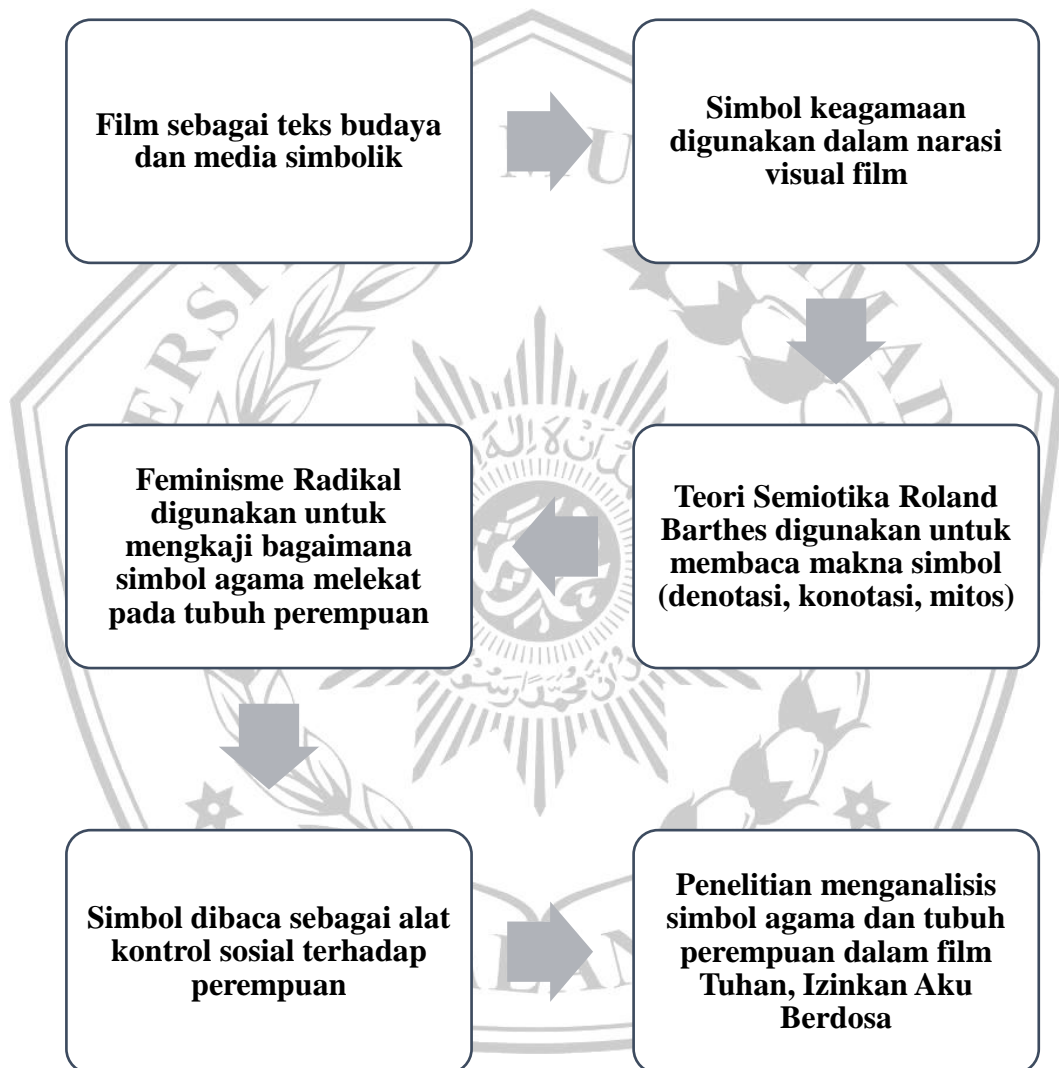 Film sebagai teks budaya
dan media simbolik
Simbol keagamaan
digunakan dalam narasi
visual film
Teori Semiotika Roland
Barthes digunakan untuk
membaca makna simbol
(denotasi, konotasi, mitos)
Feminisme Radikal
digunakan untuk
mengkaji bagaimana
simbol agama melekat
pada tubuh perempuan
Simbol dibaca sebagai alat
kontrol sosial terhadap
perempuan
Penelitian menganalisis
simbol agama dan tubuh
perempuan dalam film
Tuhan, Izinkan Aku
Berdosa